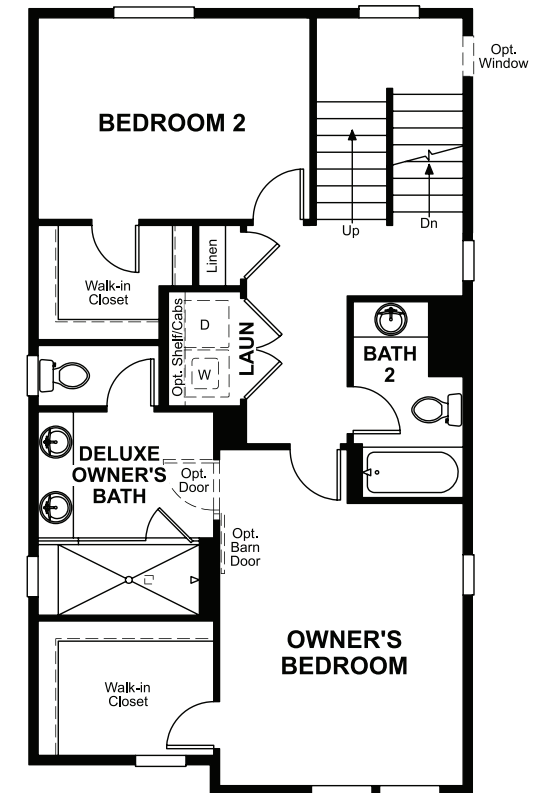 Opt.
Window
BEDROOM 2
Up
Dn
Linen
Walk-in
Closet
Opt. Shelf/Cabs
D
W
LAUN
BATH
2
DELUXE
OWNER'S
BATH
Opt.
Door
Opt.
Barn
Door
OWNER'S
BEDROOM
Walk-in
Closet